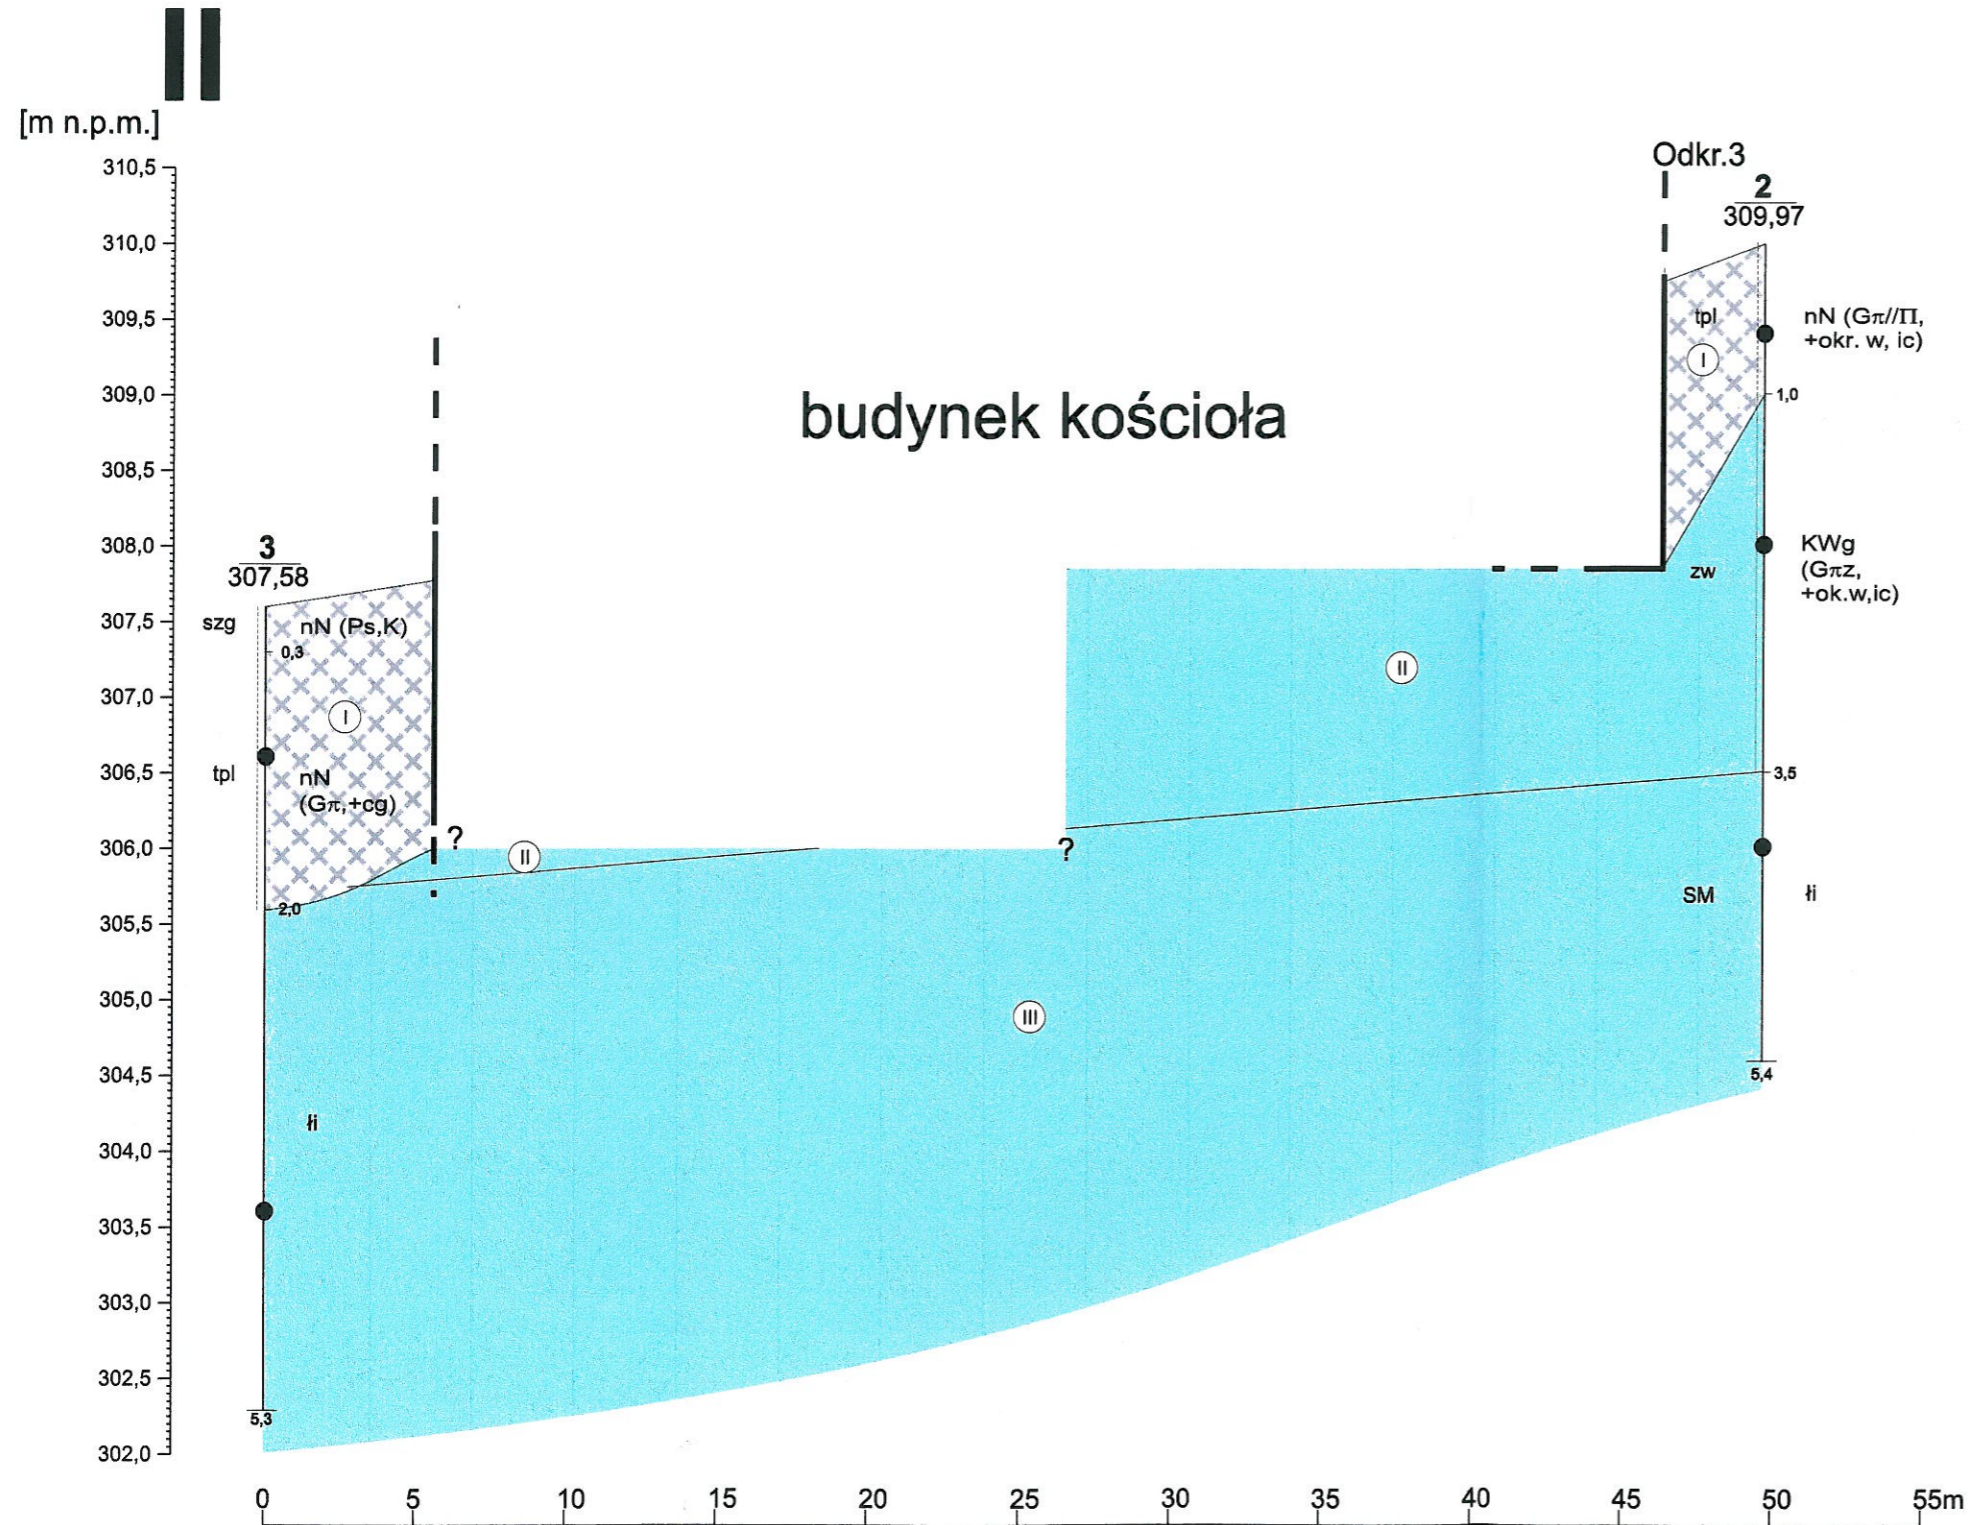 II
[m n.p.m.]
310,5
310,0
309,5
309,0
308,5
308,0
307,5
307,0
306,5
306,0
305,5
305,0
304,5
304,0
303,5
303,0
302,5
302,0
3
307,58
szg
nN (Ps,K)
0,3
I
tpl
nN
(Gπ,+cg)
2,0
łi
5,3
?
II
budynek kościoła
?
II
III
Odkr.3
2
309,97
tpl
I
nN (Gπ//Π,
+okr. w, ic)
1,0
zw
KWg
(Gπz,
+ok.w,ic)
3,5
SM
łi
5,4
0 5 10 15 20 25 30 35 40 45 50 55m